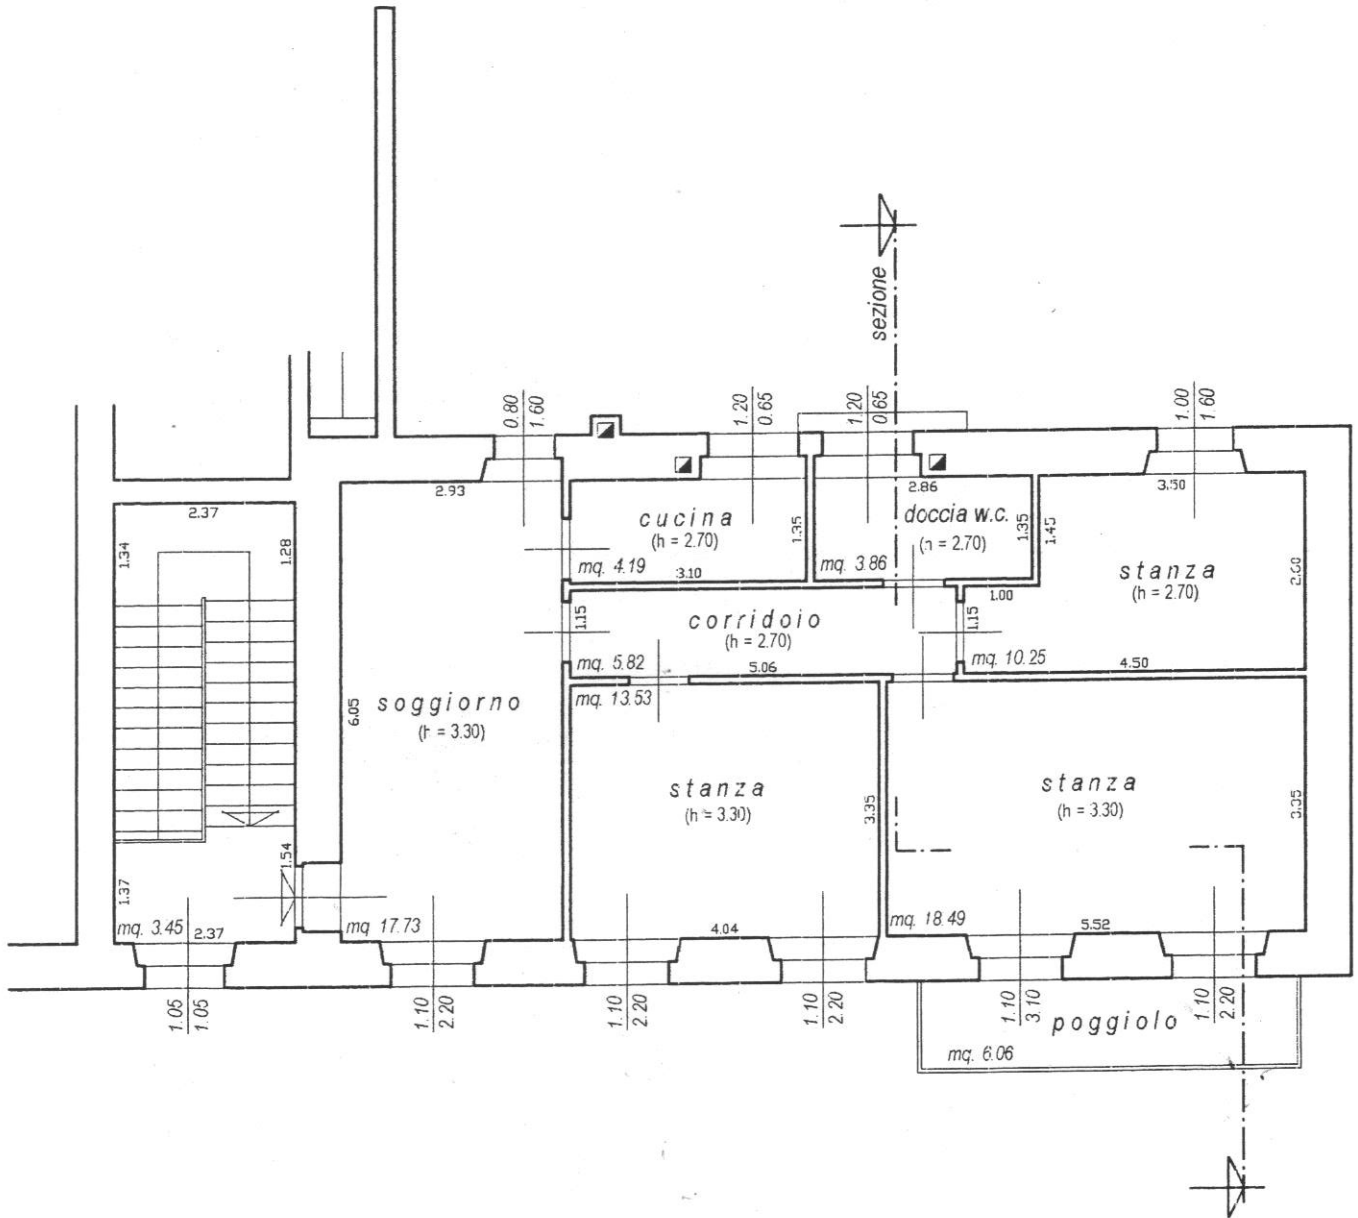 sezione
0.80
1.60
1.20
0.65
1.20
0.65
1.00
1.60
2.93
2.86
3.50
2.37
1.34
1.28
cucina
(h = 2.70)
1.35
mq. 4.19
3.10
doccia w.c.
(h = 2.70)
1.35
1.45
mq. 3.86
stanza
(h = 2.70)
1.00
1.15
corridoio
(h = 2.70)
1.15
mq. 5.82
5.06
mq. 10.25
4.50
mq. 13.53
6.05
soggiorno
(h = 3.30)
stanza
(h = 3.30)
3.35
stanza
(h = 3.30)
3.35
1.54
1.37
mq. 3.45
2.37
mq 17.73
4.04
mq. 18.49
5.52
1.05
1.05
1.10
2.20
1.10
2.20
1.10
2.20
1.10
3.10
1.10
2.20
poggiolo
mq. 6.06